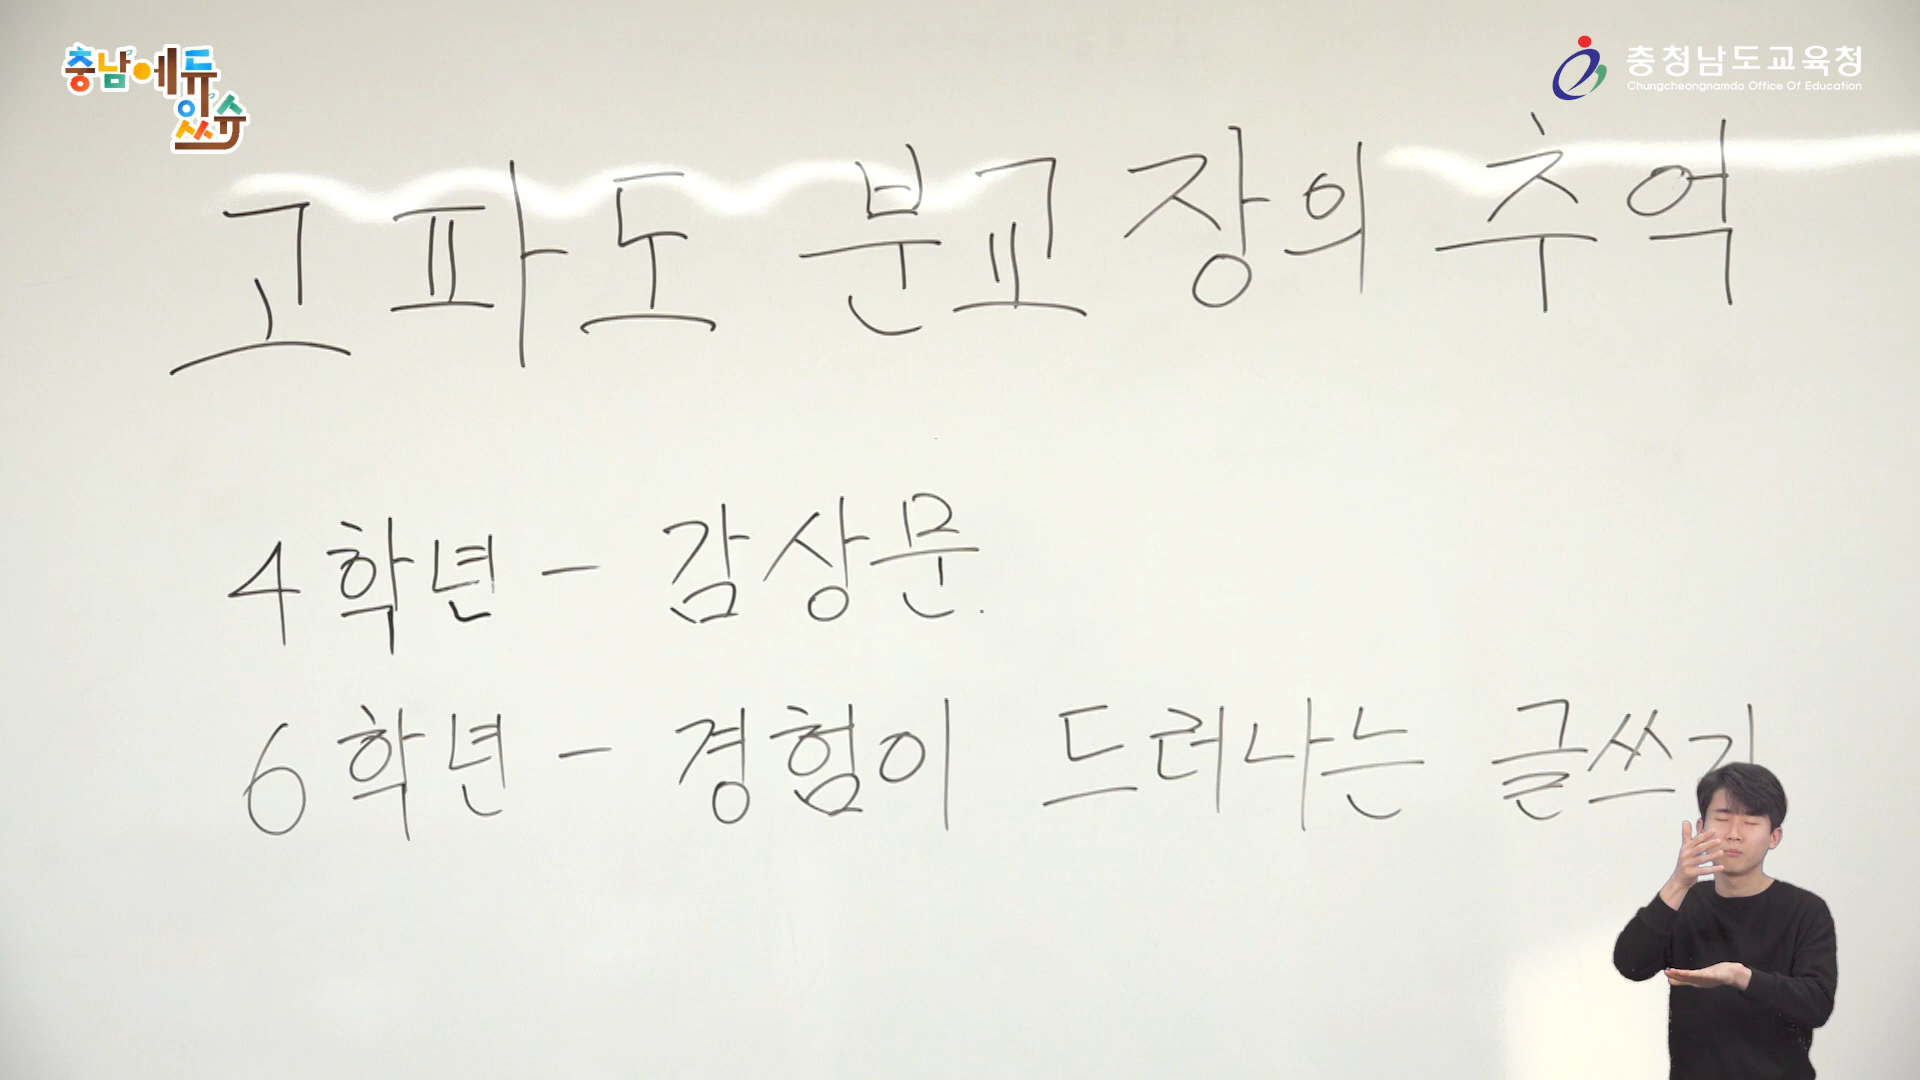 충남에듀
있슈
충청남도교육청
Chungcheongnamdo Office Of Education
고파도 분교장의 추억
4학년 - 감상문.
6학년 - 경험이 드러나는 글쓰기